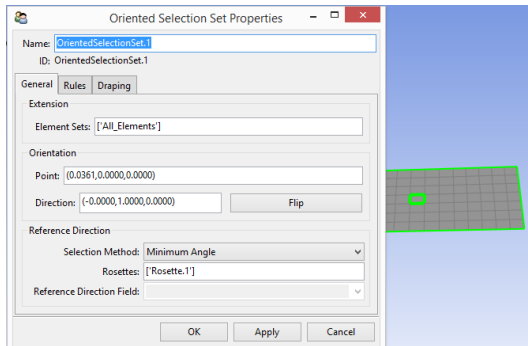 Oriented Selection Set Properties
Name: OrientedSelectionSet.1
ID: OrientedSelectionSet.1
General Rules Draping
Extension
Element Sets: ['All_Elements']
Orientation
Point: (0.0361,0.0000,0.0000)
Direction: (-0.0000,1.0000,0.0000) Flip
Reference Direction
Selection Method: Minimum Angle
Rosettes: ['Rosette.1']
Reference Direction Field:
OK Apply Cancel